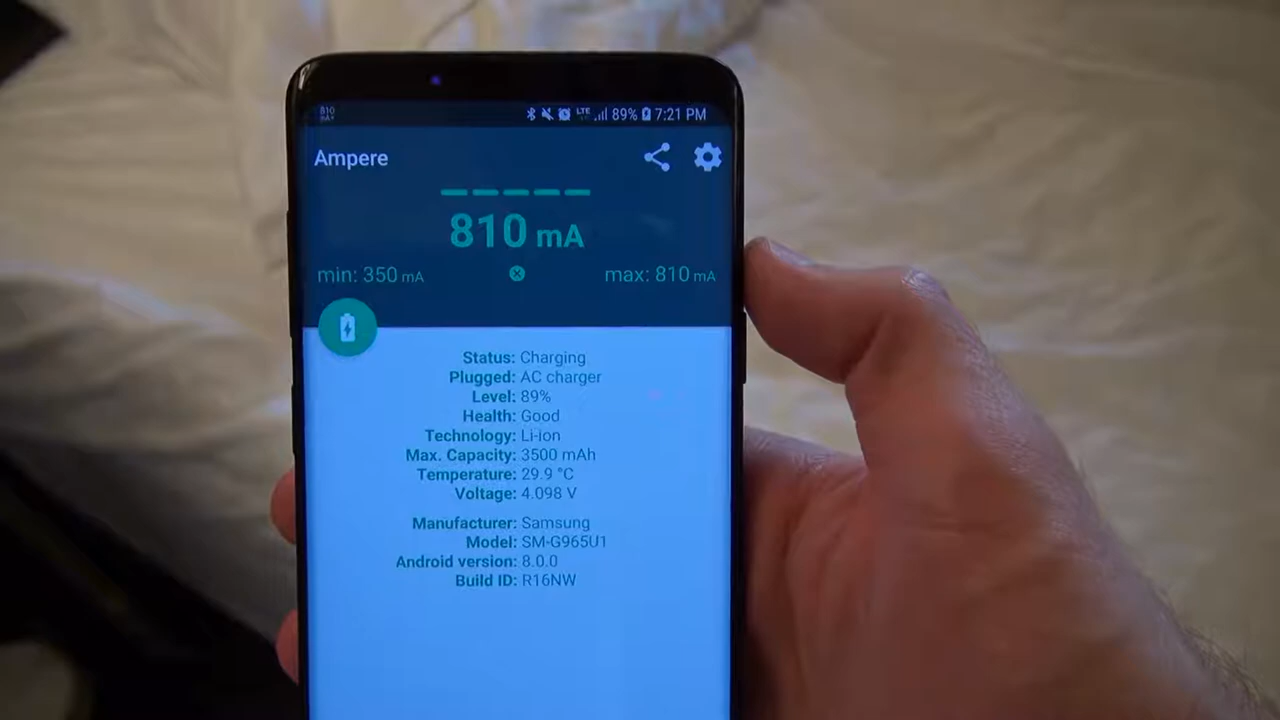 810
89% 7:21 PM
Ampere
810 mA
min: 350 mA
max: 810 mA
Status: Charging
Plugged: AC charger
Level: 89%
Health: Good
Technology: Li-ion
Max. Capacity: 3500 mAh
Temperature: 29.9 °C
Voltage: 4.098 V
Manufacturer: Samsung
Model: SM-G965U1
Android version: 8.0.0
Build ID: R16NW